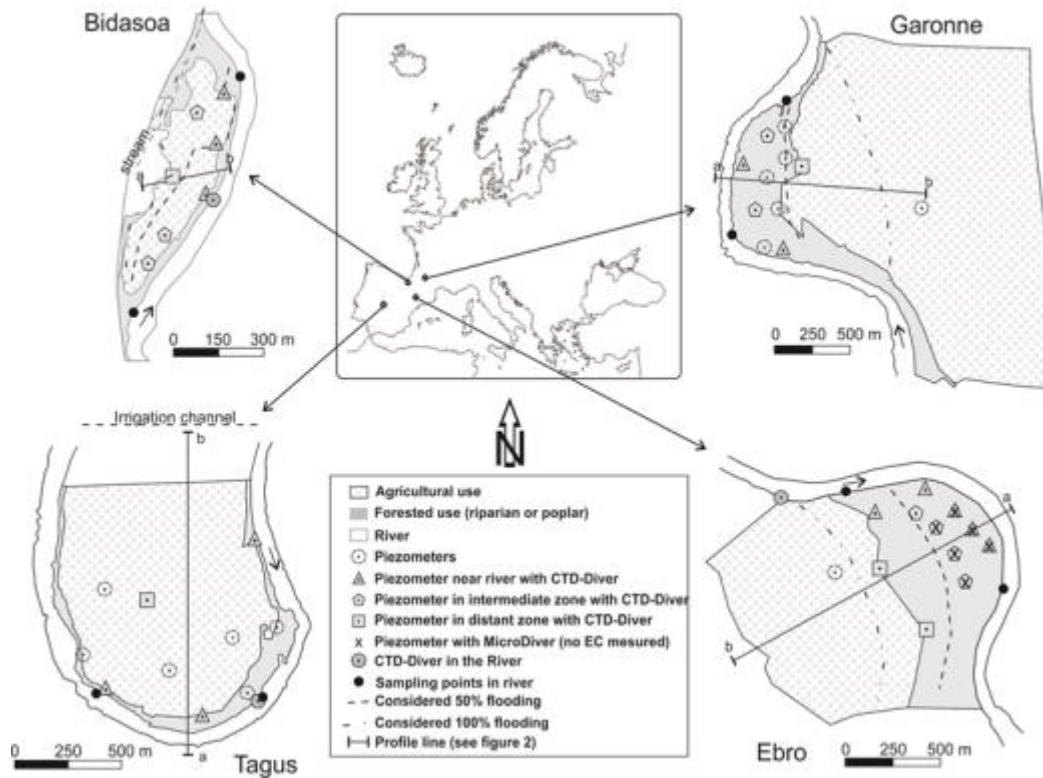 Bidasoa
stream
a
b
0 150 300 m
Garonne
a
b
0 250 500 m
Irrigation channel
b
a
0 250 500 m
Tagus
N
Agricultural use
Forested use (riparian or poplar)
River
Piezometers
Piezometer near river with CTD-Diver
Piezometer in intermediate zone with CTD-Diver
Piezometer in distant zone with CTD-Diver
Piezometer with MicroDiver (no EC mesured)
CTD-Diver in the River
Sampling points in river
Considered 50% flooding
Considered 100% flooding
Profile line (see figure 2)
a
b
Ebro
0 250 500 m